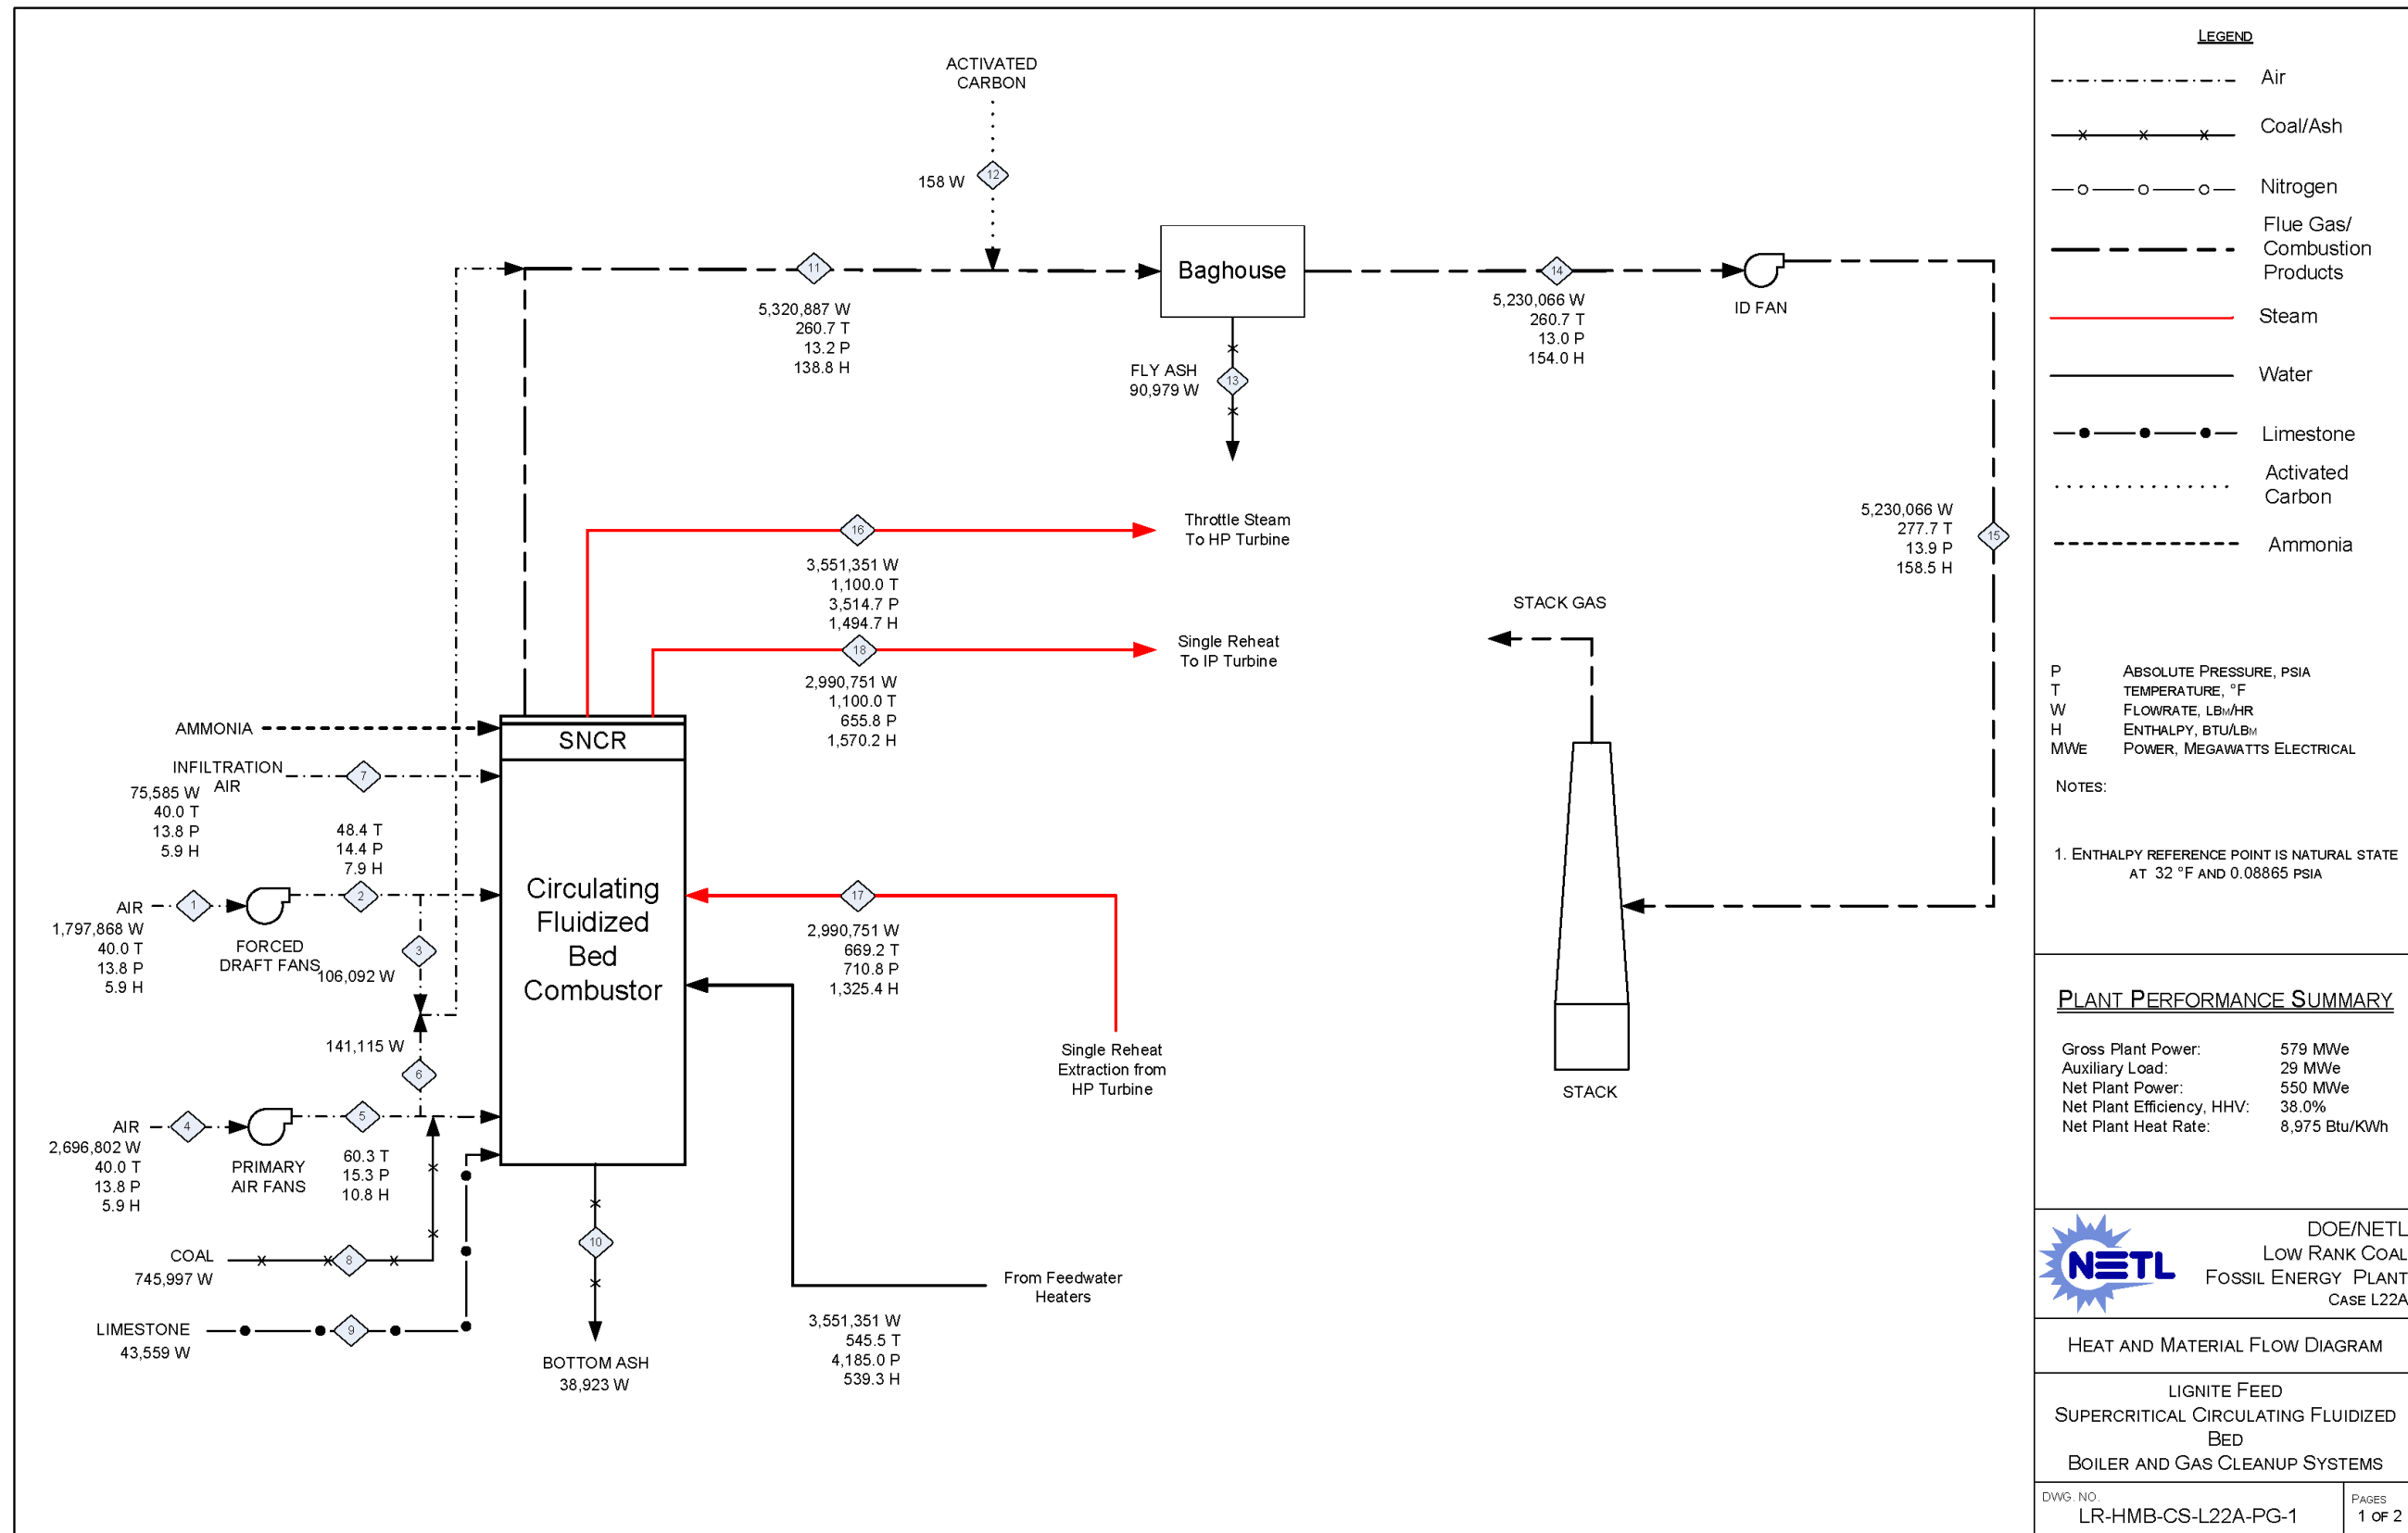 ACTIVATED
CARBON
158 W
12
11
5,320,887 W
260.7 T
13.2 P
138.8 H
Baghouse
14
5,230,066 W
260.7 T
13.0 P
154.0 H
ID FAN
FLY ASH
90,979 W
13
5,230,066 W
277.7 T
13.9 P
158.5 H
15
16
Throttle Steam
To HP Turbine
3,551,351 W
1,100.0 T
3,514.7 P
1,494.7 H
18
Single Reheat
To IP Turbine
2,990,751 W
1,100.0 T
655.8 P
1,570.2 H
STACK GAS
STACK
AMMONIA
SNCR
INFILTRATION
AIR
7
75,585 W
40.0 T
13.8 P
5.9 H
48.4 T
14.4 P
7.9 H
2
AIR
1
1,797,868 W
40.0 T
13.8 P
5.9 H
FORCED
DRAFT FANS
3
106,092 W
Circulating
Fluidized
Bed
Combustor
17
2,990,751 W
669.2 T
710.8 P
1,325.4 H
Single Reheat
Extraction from
HP Turbine
141,115 W
6
AIR
4
2,696,802 W
40.0 T
13.8 P
5.9 H
PRIMARY
AIR FANS
5
60.3 T
15.3 P
10.8 H
COAL
745,997 W
8
LIMESTONE
43,559 W
9
10
BOTTOM ASH
38,923 W
From Feedwater
Heaters
3,551,351 W
545.5 T
4,185.0 P
539.3 H
LEGEND
Air
Coal/Ash
Nitrogen
Flue Gas/
Combustion
Products
Steam
Water
Limestone
Activated
Carbon
Ammonia
P ABSOLUTE PRESSURE, PSIA
T TEMPERATURE, °F
W FLOWRATE, LBM/HR
H ENTHALPY, BTU/LBM
MWE POWER, MEGAWATTS ELECTRICAL
NOTES:
1. ENTHALPY REFERENCE POINT IS NATURAL STATE
AT 32 °F AND 0.08865 PSIA
PLANT PERFORMANCE SUMMARY
Gross Plant Power: 579 MWe
Auxiliary Load: 29 MWe
Net Plant Power: 550 MWe
Net Plant Efficiency, HHV: 38.0%
Net Plant Heat Rate: 8,975 Btu/KWh
NETL
DOE/NETL
LOW RANK COAL
FOSSIL ENERGY PLANT
CASE L22A
HEAT AND MATERIAL FLOW DIAGRAM
LIGNITE FEED
SUPERCRITICAL CIRCULATING FLUIDIZED
BED
BOILER AND GAS CLEANUP SYSTEMS
DWG. NO.
LR-HMB-CS-L22A-PG-1
PAGES
1 OF 2